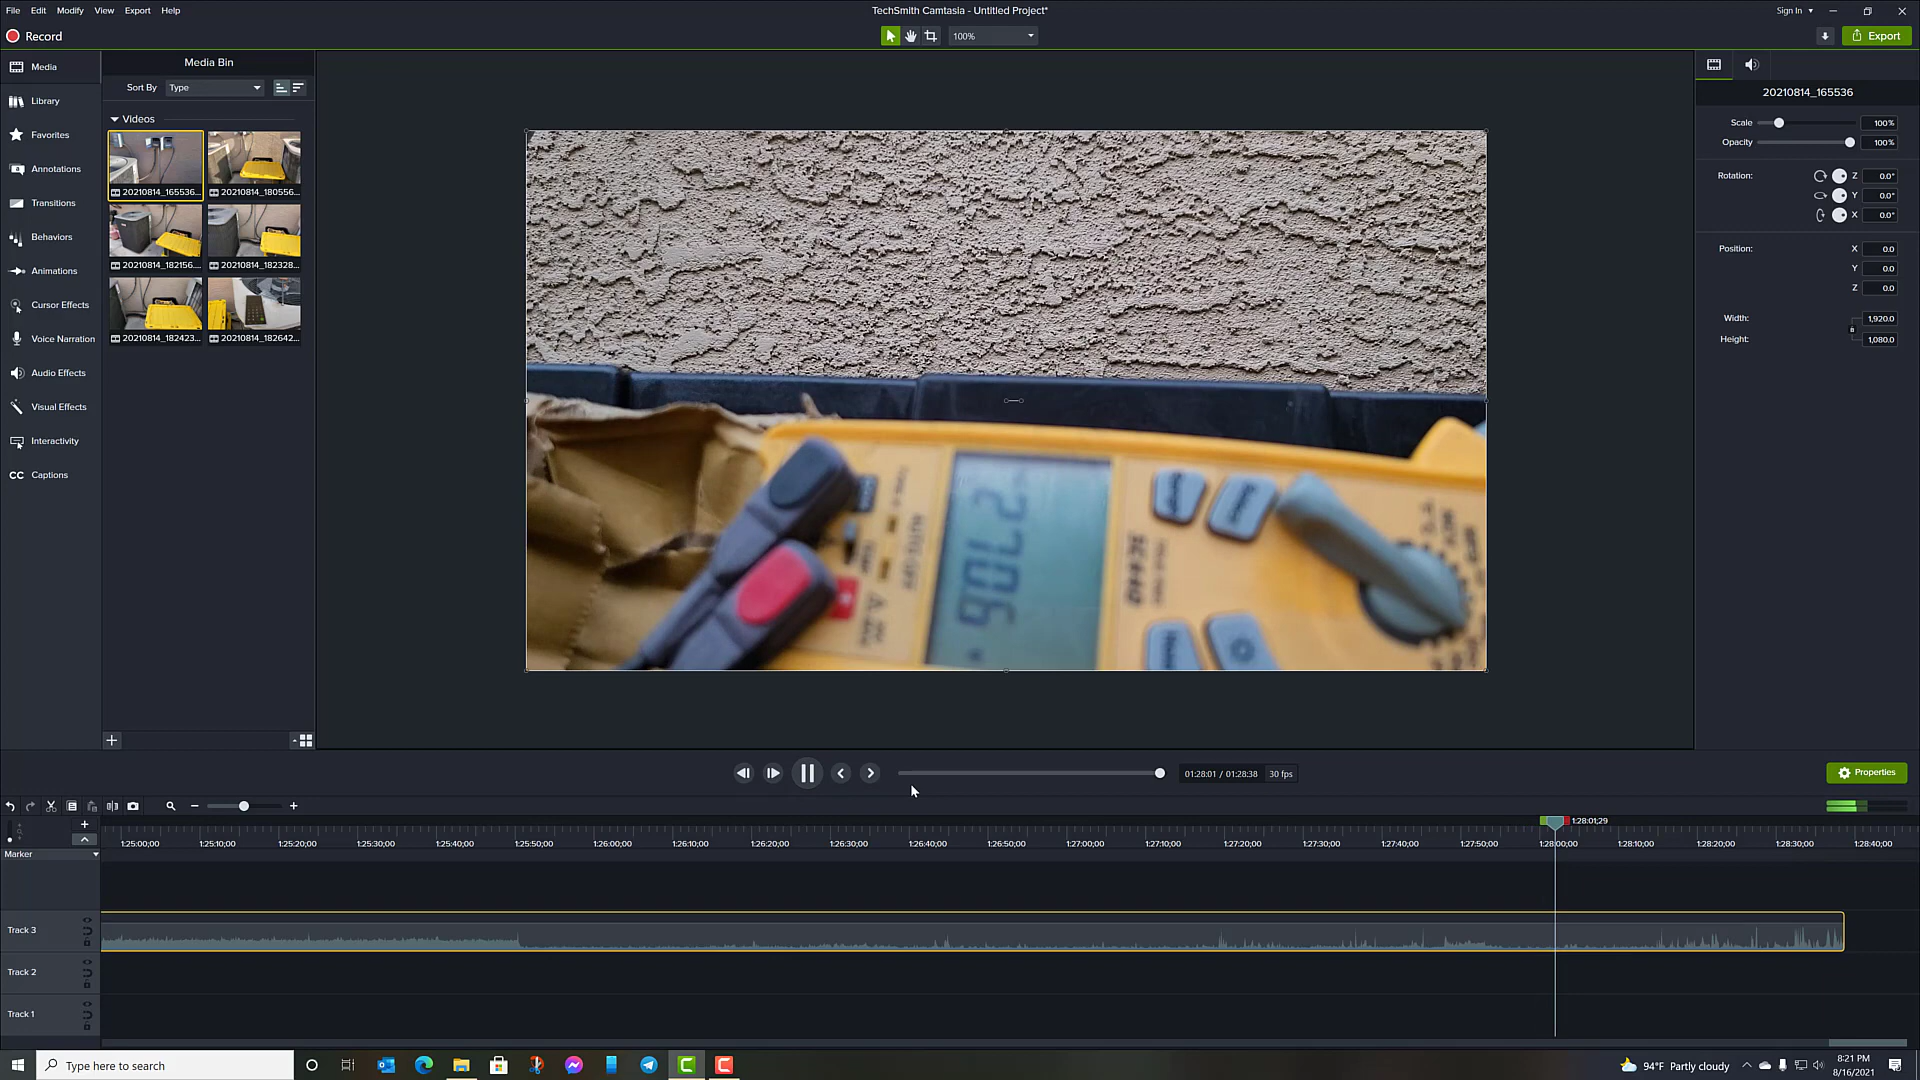 File Edit Modify View Export Help
TechSmith Camtasia - Untitled Project*
Sign In
Record
100%
Export
Media
Library
Favorites
Annotations
Transitions
Behaviors
Animations
Cursor Effects
Voice Narration
Audio Effects
Visual Effects
Interactivity
CC Captions
Media Bin
Sort By Type
Videos
20210814_165536... 20210814_180556...
20210814_182156... 20210814_182328...
20210814_182423... 20210814_182642...
20210814_165536
Scale 100%
Opacity 100%
Rotation: Z 0.0°
Y 0.0°
X 0.0°
Position: X 0.0
Y 0.0
Z 0.0
Width: 1,920.0
Height: 1,080.0
01:28:01 / 01:28:38 30 fps
Properties
1:28:01;29
1:25:00;00 1:25:10;00 1:25:20;00 1:25:30;00 1:25:40;00 1:25:50;00 1:26:00;00 1:26:10;00 1:26:20;00 1:26:30;00 1:26:40;00 1:26:50;00 1:27:00;00 1:27:10;00 1:27:20;00 1:27:30;00 1:27:40;00 1:27:50;00 1:28:00;00 1:28:10;00 1:28:20;00 1:28:30;00 1:28:40;00
Marker
Track 3
Track 2
Track 1
Type here to search
94°F Partly cloudy
8:21 PM
8/16/2021